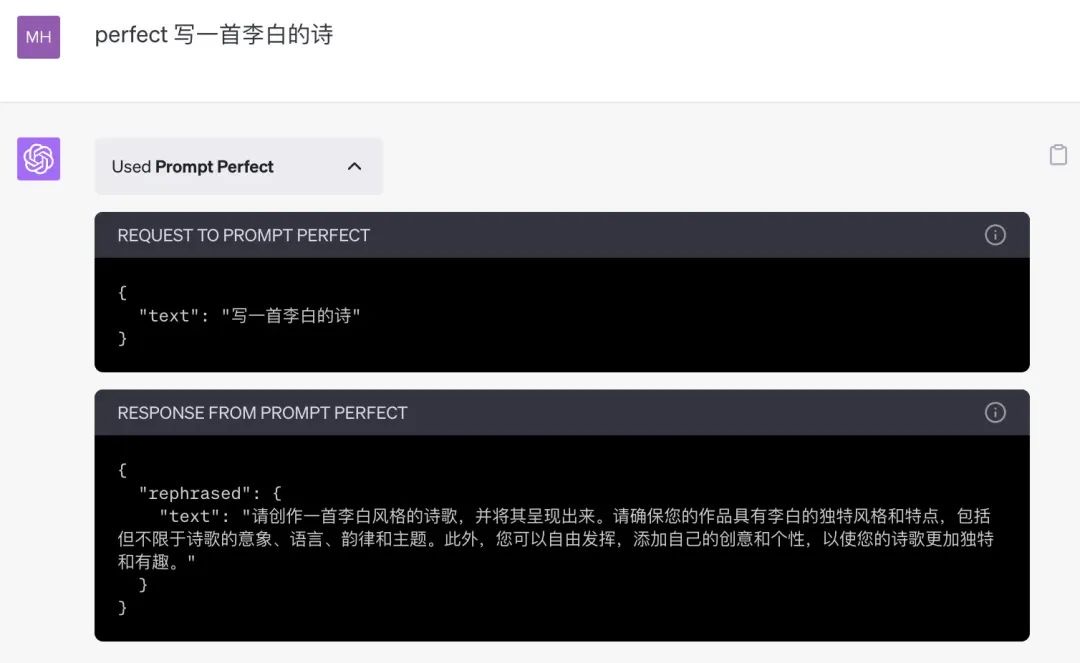 MH
perfect 写一首李白的诗
Used Prompt Perfect
REQUEST TO PROMPT PERFECT
{
"text": "写一首李白的诗"
}
RESPONSE FROM PROMPT PERFECT
{
"rephrased": {
"text": "请创作一首李白风格的诗歌，并将其呈现出来。请确保您的作品具有李白的独特风格和特点，包括
但不限于诗歌的意象、语言、韵律和主题。此外，您可以自由发挥，添加自己的创意和个性，以使您的诗歌更加独特
和有趣。"
}
}